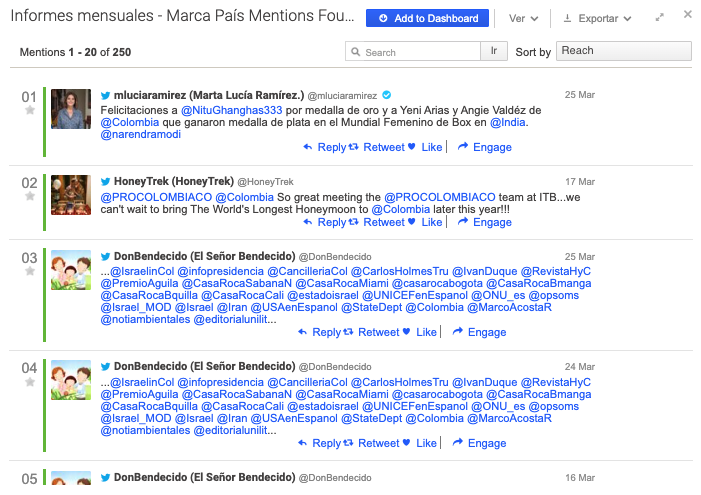 Informes mensuales - Marca País Mentions Fou...
Add to Dashboard
Ver
Exportar
Mentions 1 - 20 of 250
Search
Ir
Sort by
Reach
01
mluciaramirez (Marta Lucía Ramírez.) @mluciaramirez
25 Mar
Felicitaciones a @NituGhanghas333 por medalla de oro y a Yeni Arias y Angie Valdéz de
@Colombia que ganaron medalla de plata en el Mundial Femenino de Box en @India.
@narendramodi
Reply Retweet Like | Engage
02
HoneyTrek (HoneyTrek) @HoneyTrek
17 Mar
@PROCOLOMBIACO @Colombia So great meeting the @PROCOLOMBIACO team at ITB...we
can't wait to bring The World's Longest Honeymoon to @Colombia later this year!!!
Reply Retweet Like | Engage
03
DonBendecido (El Señor Bendecido) @DonBendecido
25 Mar
...@IsraelinCol @infopresidencia @CancilleriaCol @CarlosHolmesTru @IvanDuque @RevistaHyC
@PremioAguila @CasaRocaSabanaN @CasaRocaMiami @casarocabogota @CasaRocaBmanga
@CasaRocaBquilla @CasaRocaCali @estadoisrael @UNICEFenEspanol @ONU_es @opsoms
@Israel_MOD @Israel @Iran @USAenEspanol @StateDept @Colombia @MarcoAcostaR
@notiambientales @editorialunilit...
Reply Retweet Like | Engage
04
DonBendecido (El Señor Bendecido) @DonBendecido
24 Mar
...@IsraelinCol @infopresidencia @CancilleriaCol @CarlosHolmesTru @IvanDuque @RevistaHyC
@PremioAguila @CasaRocaSabanaN @CasaRocaMiami @casarocabogota @CasaRocaBmanga
@CasaRocaBquilla @CasaRocaCali @estadoisrael @UNICEFenEspanol @ONU_es @opsoms
@Israel_MOD @Israel @Iran @USAenEspanol @StateDept @Colombia @MarcoAcostaR
@notiambientales @editorialunilit...
Reply Retweet Like | Engage
05
DonBendecido (El Señor Bendecido) @DonBendecido
16 Mar